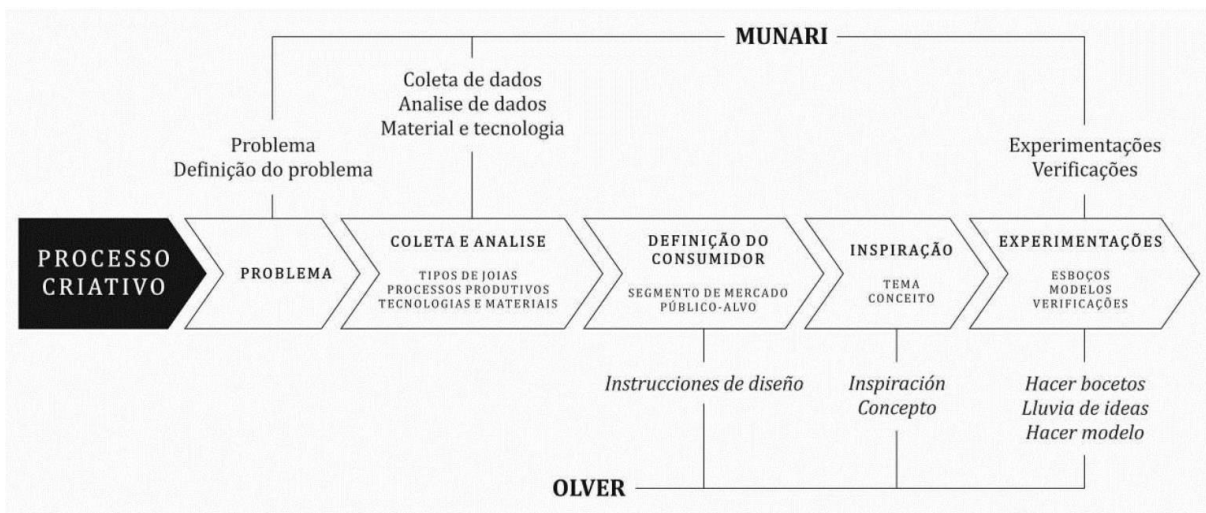 MUNARI
Coleta de dados
Analise de dados
Material e tecnologia
Problema
Definição do problema
Experimentações
Verificações
PROCESSO
CRIATIVO
PROBLEMA
COLETA E ANALISE
TIPOS DE JOIAS
PROCESSOS PRODUTIVOS
TECNOLOGIAS E MATERIAIS
DEFINIÇÃO DO
CONSUMIDOR
SEGMENTO DE MERCADO
PÚBLICO-ALVO
INSPIRAÇÃO
TEMA
CONCEITO
EXPERIMENTAÇÕES
ESBOÇOS
MODELOS
VERIFICAÇÕES
Instrucciones de diseño
Inspiración
Concepto
Hacer bocetos
Lluvia de ideas
Hacer modelo
OLVER